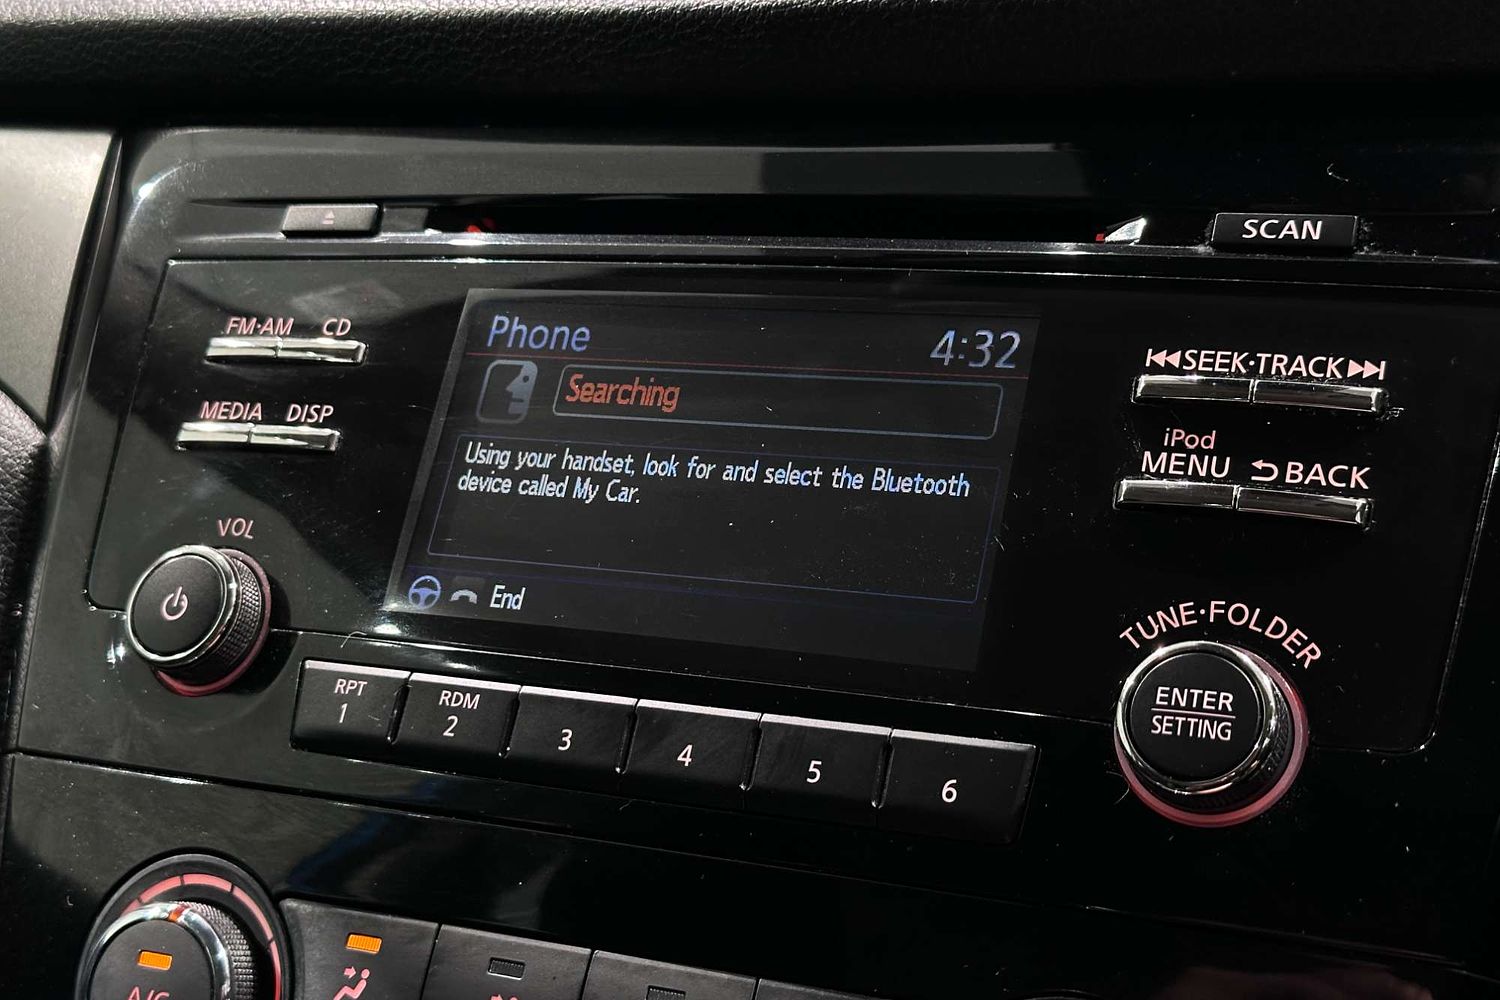 SCAN
FM·AM CD
Phone 4:32
SEEK·TRACK
Searching
MEDIA DISP
iPod
MENU BACK
Using your handset, look for and select the Bluetooth
device called My Car.
VOL
End
TUNE·FOLDER
RPT
1
RDM
2
3
4
5
6
ENTER
SETTING
A/C